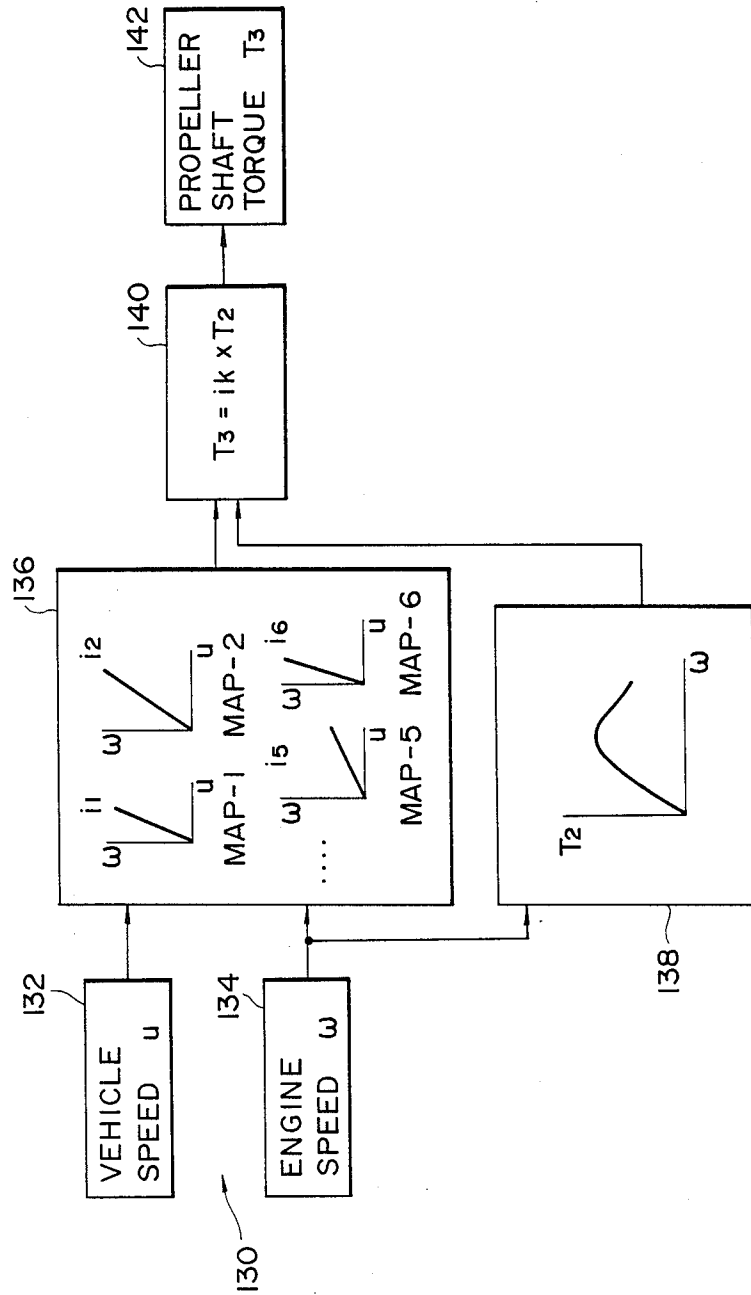 132
VEHICLE
SPEED u
134
ENGINE
SPEED ω
130
136
ω i1 u
MAP-1
ω i2 u
MAP-2
.....
ω i5 u
MAP-5
ω i6 u
MAP-6
138
T2
ω
140
T3 = ik x T2
142
PROPELLER
SHAFT
TORQUE T3